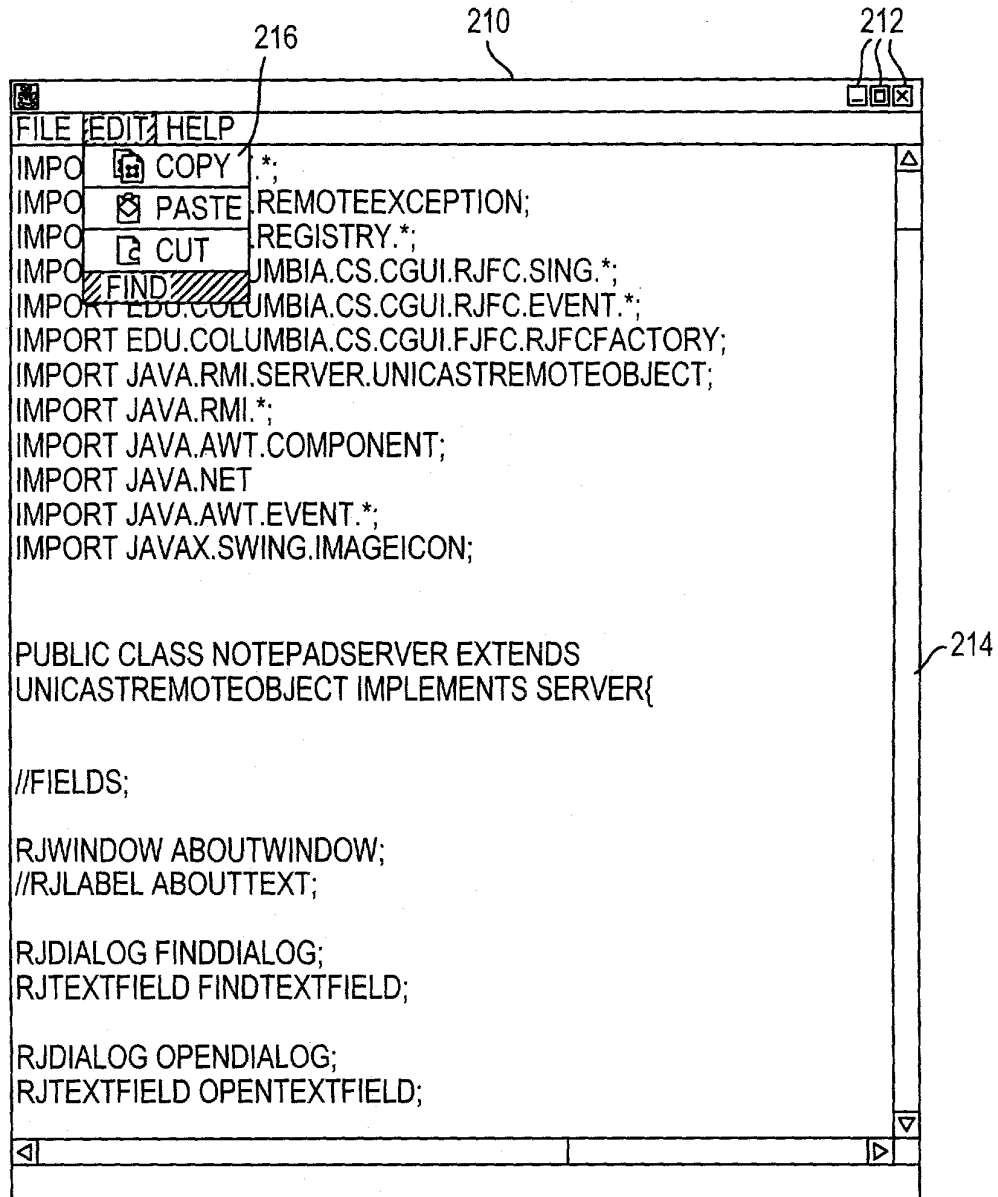 216
210
212
FILE EDIT HELP
IMPO COPY .*;
IMPO PASTE .REMOTEEXCEPTION;
IMPO CUT .REGISTRY.*;
IMPO UMBIA.CS.CGUI.RJFC.SING.*;
FIND
IMPORT EDU.COLUMBIA.CS.CGUI.RJFC.EVENT.*;
IMPORT EDU.COLUMBIA.CS.CGUI.FJFC.RJFCFACTORY;
IMPORT JAVA.RMI.SERVER.UNICASTREMOTEOBJECT;
IMPORT JAVA.RMI.*;
IMPORT JAVA.AWT.COMPONENT;
IMPORT JAVA.NET
IMPORT JAVA.AWT.EVENT.*;
IMPORT JAVAX.SWING.IMAGEICON;
PUBLIC CLASS NOTEPADSERVER EXTENDS
214
UNICASTREMOTEOBJECT IMPLEMENTS SERVER{
//FIELDS;
RJWINDOW ABOUTWINDOW;
//RJLABEL ABOUTTEXT;
RJDIALOG FINDDIALOG;
RJTEXTFIELD FINDTEXTFIELD;
RJDIALOG OPENDIALOG;
RJTEXTFIELD OPENTEXTFIELD;